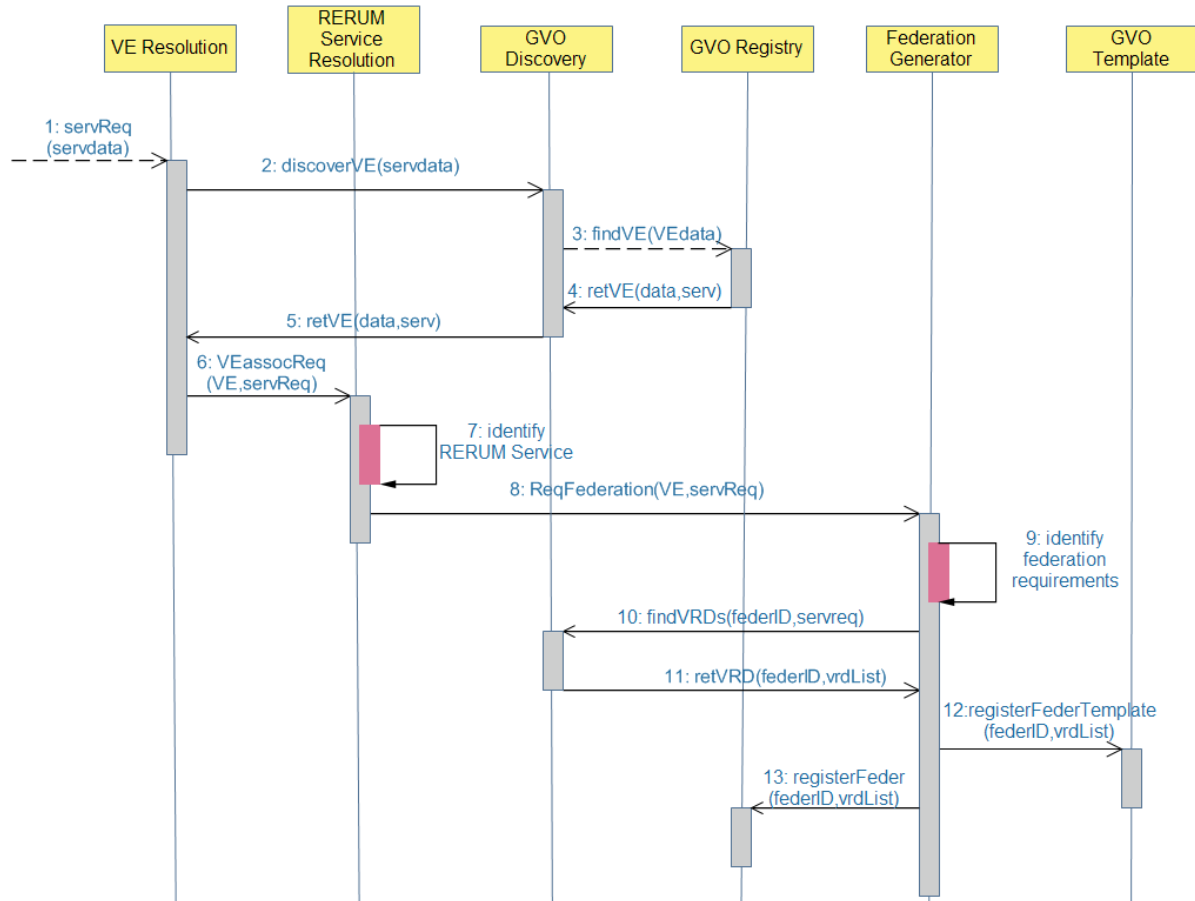 VE Resolution
RERUM
Service
Resolution
GVO
Discovery
GVO Registry
Federation
Generator
GVO
Template
1: servReq
(servdata)
2: discoverVE(servdata)
3: findVE(VEdata)
4: retVE(data,serv)
5: retVE(data,serv)
6: VEassocReq
(VE,servReq)
7: identify
RERUM Service
8: ReqFederation(VE,servReq)
9: identify
federation
requirements
10: findVRDs(federID,servreq)
11: retVRD(federID,vrdList)
12:registerFederTemplate
(federID,vrdList)
13: registerFeder
(federID,vrdList)